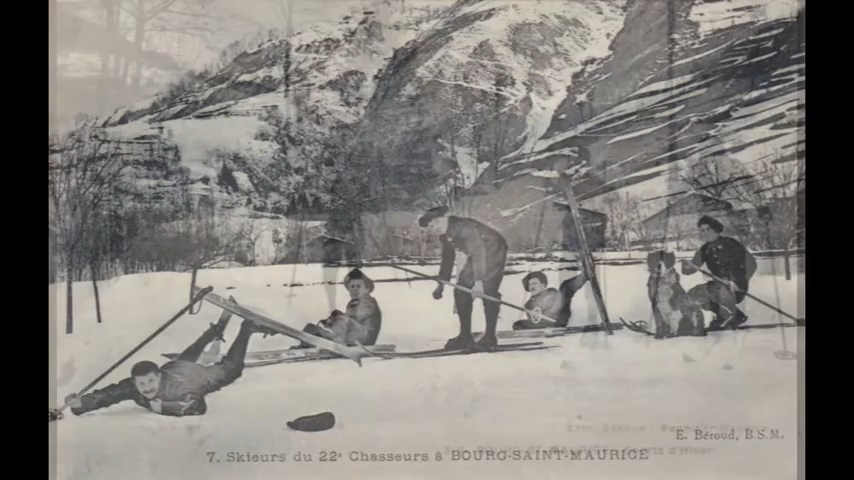 E. Béroud, B S.M.
7. Skieurs du 22e Chasseurs à BOURG-SAINT-MAURICE